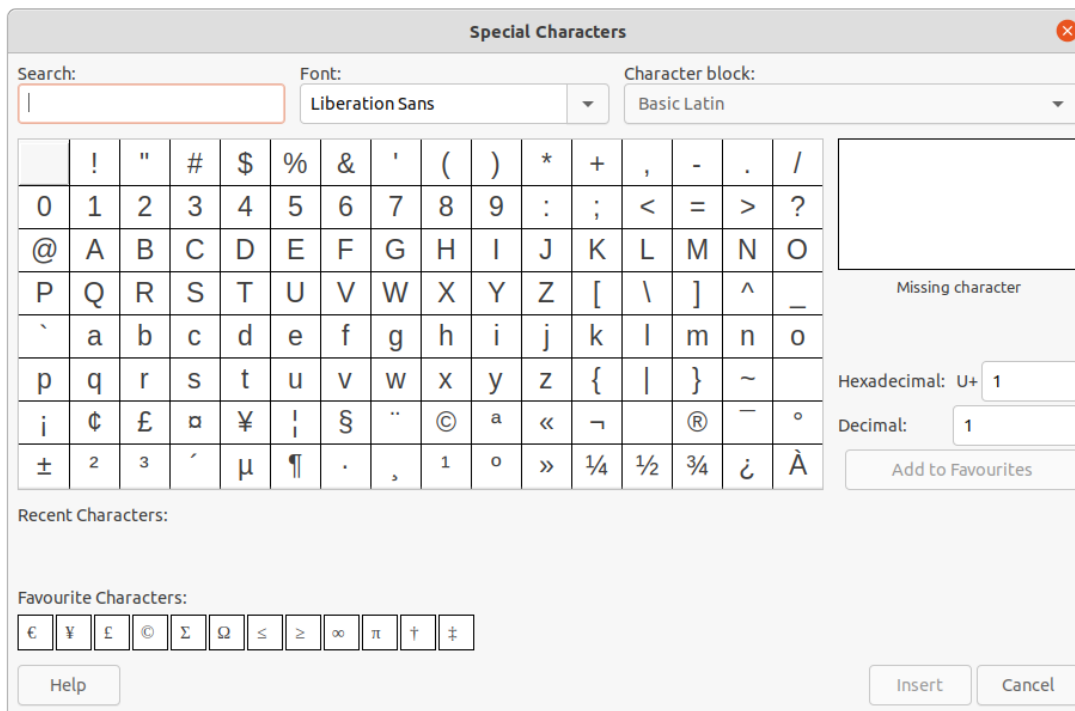 Special Characters
Search: Font: Character block:
Liberation Sans Basic Latin
! " # $ % & ' ( ) * + , - . /
0 1 2 3 4 5 6 7 8 9 : ; < = > ?
@ A B C D E F G H I J K L M N O
P Q R S T U V W X Y Z [ \ ] ^ _
Missing character
` a b c d e f g h i j k l m n o
p q r s t u v w x y z { | } ~
Hexadecimal: U+ 1
¡ ¢ £ ¤ ¥ ¦ § ¨ © ª « ¬ ® ¯ °
Decimal: 1
± ² ³ ´ µ ¶ · ¸ ¹ º » ¼ ½ ¾ ¿ À
Add to Favourites
Recent Characters:
Favourite Characters:
€ ¥ £ © Σ Ω ≤ ≥ ∞ π † ‡
Help Insert Cancel